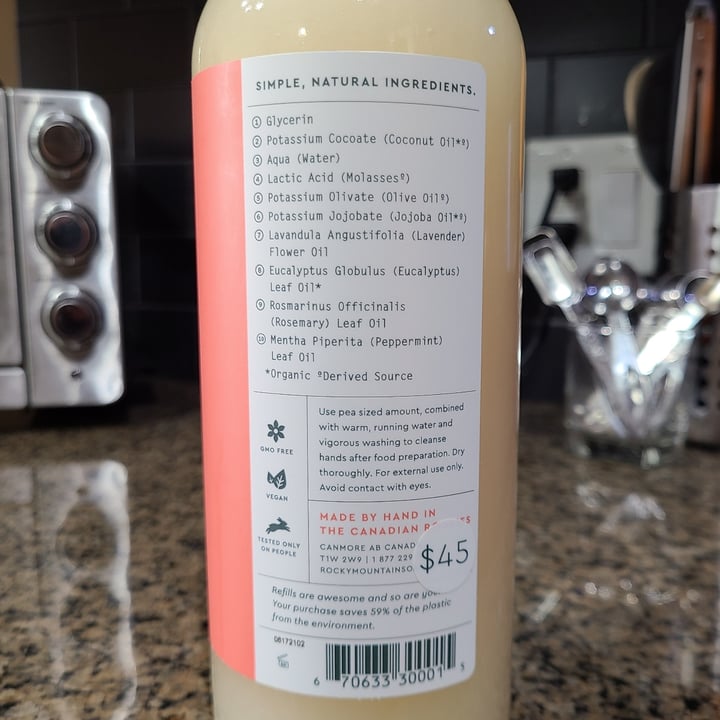 SIMPLE, NATURAL INGREDIENTS.
① Glycerin
② Potassium Cocoate (Coconut Oil*º)
③ Aqua (Water)
④ Lactic Acid (Molassesº)
⑤ Potassium Olivate (Olive Oilº)
⑥ Potassium Jojobate (Jojoba Oil*º)
⑦ Lavandula Angustifolia (Lavender)
Flower Oil
⑧ Eucalyptus Globulus (Eucalyptus)
Leaf Oil*
⑨ Rosmarinus Officinalis
(Rosemary) Leaf Oil
⑩ Mentha Piperita (Peppermint)
Leaf Oil
*Organic ºDerived Source
GMO FREE
VEGAN
TESTED ONLY
ON PEOPLE
Use pea sized amount, combined
with warm, running water and
vigorous washing to cleanse
hands after food preparation. Dry
thoroughly. For external use only.
Avoid contact with eyes.
MADE BY HAND IN
THE CANADIAN
CANMORE AB CANAD
T1W 2W9 | 1 877 229
ROCKYMOUNTAINSO
$45
Refills are awesome and so are
Your purchase saves 59% of the plastic
from the environment.
08172102
6 70633 30001 5